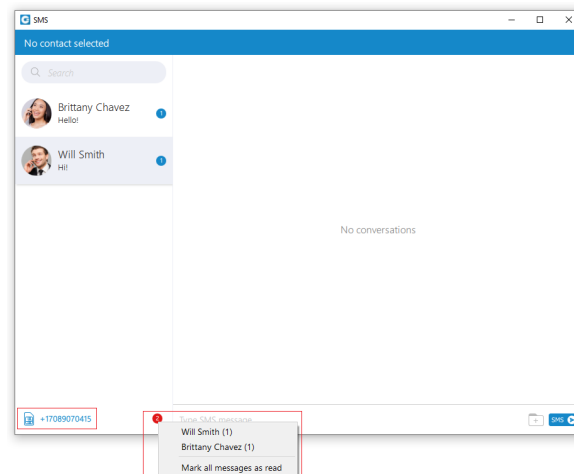 SMS
No contact selected
Search
Brittany Chavez
Hello!
1
Will Smith
Hi!
1
No conversations
+17089070415
2
Type SMS message
SMS
Will Smith (1)
Brittany Chavez (1)
Mark all messages as read